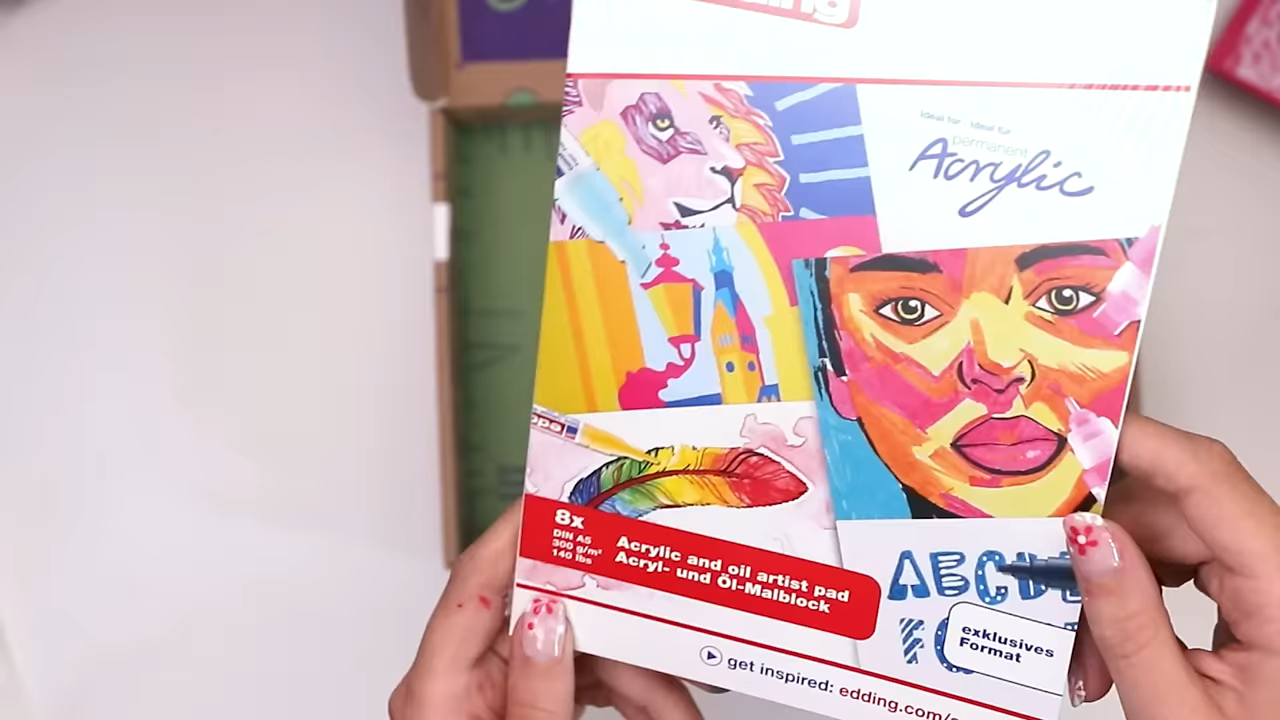 ideal für · Ideal for
permanent
Acrylic
8x
DIN A5
300 g/m²
140 lbs
Acrylic and oil artist pad
Acryl- und Öl-Malblock
ABCD
exklusives
Format
get inspired: edding.com/